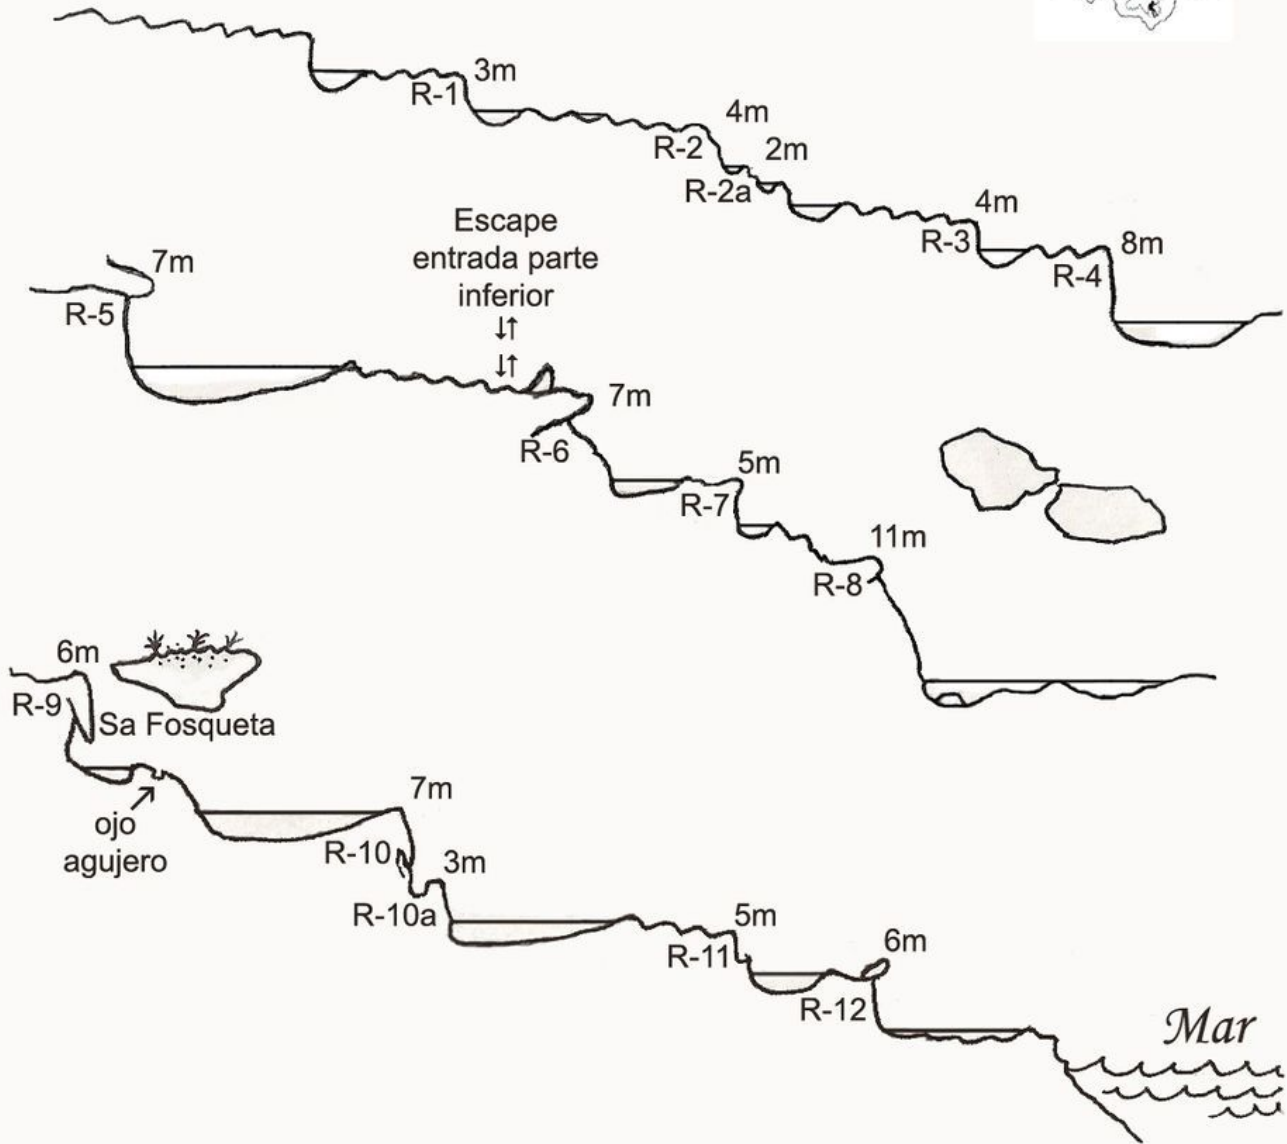 3m
R-1
4m
R-2
2m
R-2a
4m
R-3
8m
R-4
Escape
entrada parte
inferior
↓↑
↓↑
7m
R-5
7m
R-6
5m
R-7
11m
R-8
6m
R-9
Sa Fosqueta
ojo
agujero
7m
R-10
3m
R-10a
5m
R-11
6m
R-12
Mar